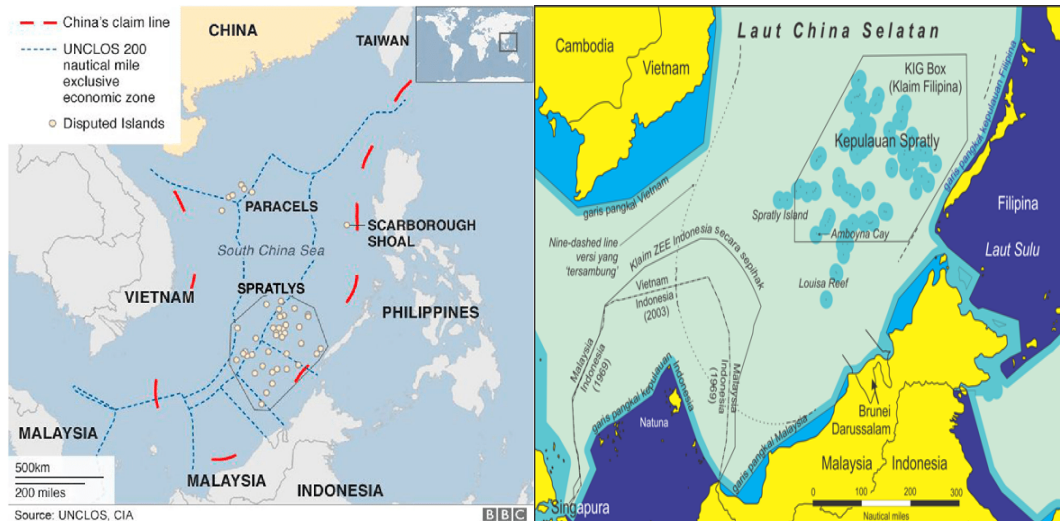 China's claim line
UNCLOS 200
nautical mile
exclusive
economic zone
Disputed Islands
CHINA
TAIWAN
PARACELS
SCARBOROUGH
SHOAL
South China Sea
SPRATLYS
VIETNAM
PHILIPPINES
MALAYSIA
500km
200 miles
MALAYSIA
INDONESIA
Source: UNCLOS, CIA
BBC
Laut China Selatan
Cambodia
Vietnam
KIG Box
(Klaim Filipina)
garis pangkal kepulauan Filipina
Kepulauan Spratly
garis pangkal Vietnam
Spratly Island
Amboyna Cay
Filipina
Laut Sulu
Nine-dashed line
versi yang
'tersambung'
Klaim ZEE Indonesia secara sepihak
Louisa Reef
Vietnam
Indonesia
(2003)
Malaysia
Indonesia
(1969)
Malaysia
Indonesia
(1969)
garis pangkal kepulauan Indonesia
Natuna
garis pangkal Malaysia
Brunei
Darussalam
Malaysia
Indonesia
Singapura
0 100 200 300
Nautical miles